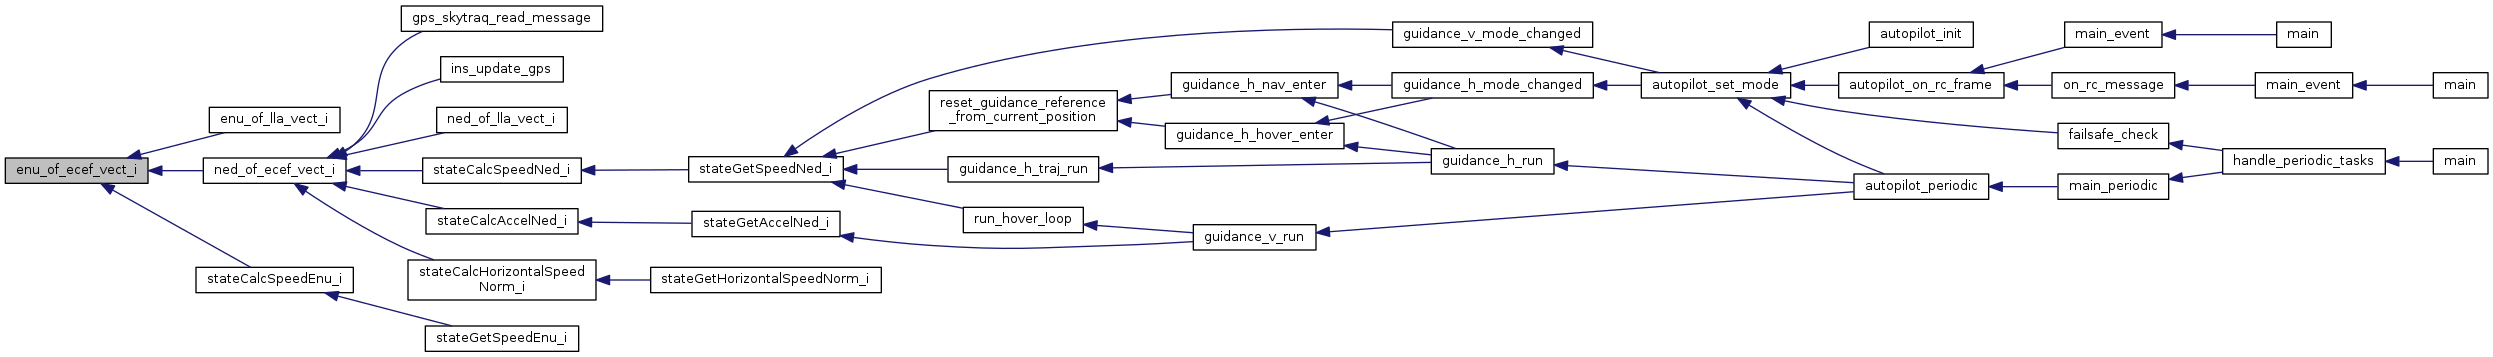 enu_of_ecef_vect_i
enu_of_lla_vect_i
ned_of_ecef_vect_i
stateCalcSpeedEnu_i
gps_skytraq_read_message
ins_update_gps
ned_of_lla_vect_i
stateCalcSpeedNed_i
stateCalcAccelNed_i
stateCalcHorizontalSpeed
Norm_i
stateGetSpeedEnu_i
stateGetSpeedNed_i
stateGetAccelNed_i
stateGetHorizontalSpeedNorm_i
reset_guidance_reference
_from_current_position
guidance_h_traj_run
run_hover_loop
guidance_h_nav_enter
guidance_h_hover_enter
guidance_v_run
guidance_v_mode_changed
guidance_h_mode_changed
guidance_h_run
autopilot_set_mode
autopilot_init
autopilot_on_rc_frame
autopilot_periodic
main_event
on_rc_message
failsafe_check
main_periodic
main
main_event
handle_periodic_tasks
main
main